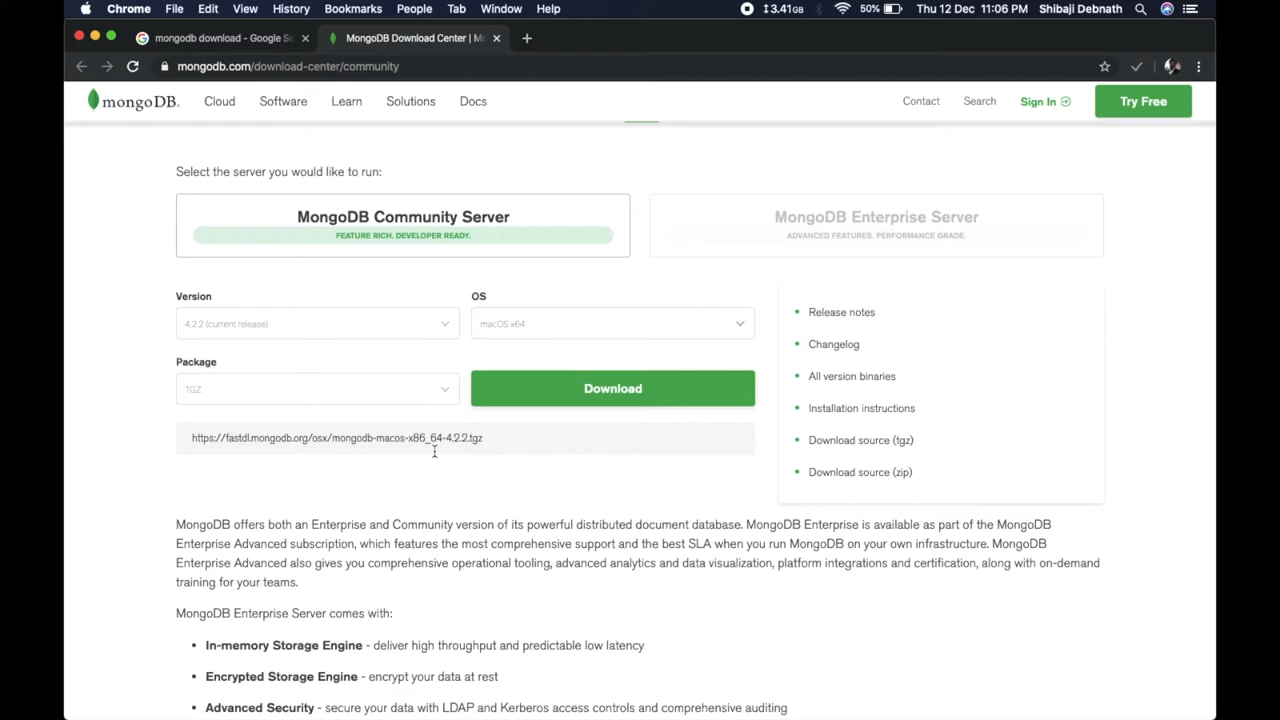 Chrome File Edit View History Bookmarks People Tab Window Help 3.41GB 50% Thu 12 Dec 11:06 PM Shibaji Debnath
mongodb download - Google S
MongoDB Download Center | M
mongodb.com/download-center/community
mongoDB. Cloud Software Learn Solutions Docs Contact Search Sign In Try Free
Select the server you would like to run:
MongoDB Community Server
FEATURE RICH. DEVELOPER READY.
MongoDB Enterprise Server
ADVANCED FEATURES. PERFORMANCE GRADE.
Version
4.2.2 (current release)
OS
macOS x64
Package
TGZ
Download
https://fastdl.mongodb.org/osx/mongodb-macos-x86_64-4.2.2.tgz
Release notes
Changelog
All version binaries
Installation instructions
Download source (tgz)
Download source (zip)
MongoDB offers both an Enterprise and Community version of its powerful distributed document database. MongoDB Enterprise is available as part of the MongoDB
Enterprise Advanced subscription, which features the most comprehensive support and the best SLA when you run MongoDB on your own infrastructure. MongoDB
Enterprise Advanced also gives you comprehensive operational tooling, advanced analytics and data visualization, platform integrations and certification, along with on-demand
training for your teams.
MongoDB Enterprise Server comes with:
• In-memory Storage Engine - deliver high throughput and predictable low latency
• Encrypted Storage Engine - encrypt your data at rest
• Advanced Security - secure your data with LDAP and Kerberos access controls and comprehensive auditing